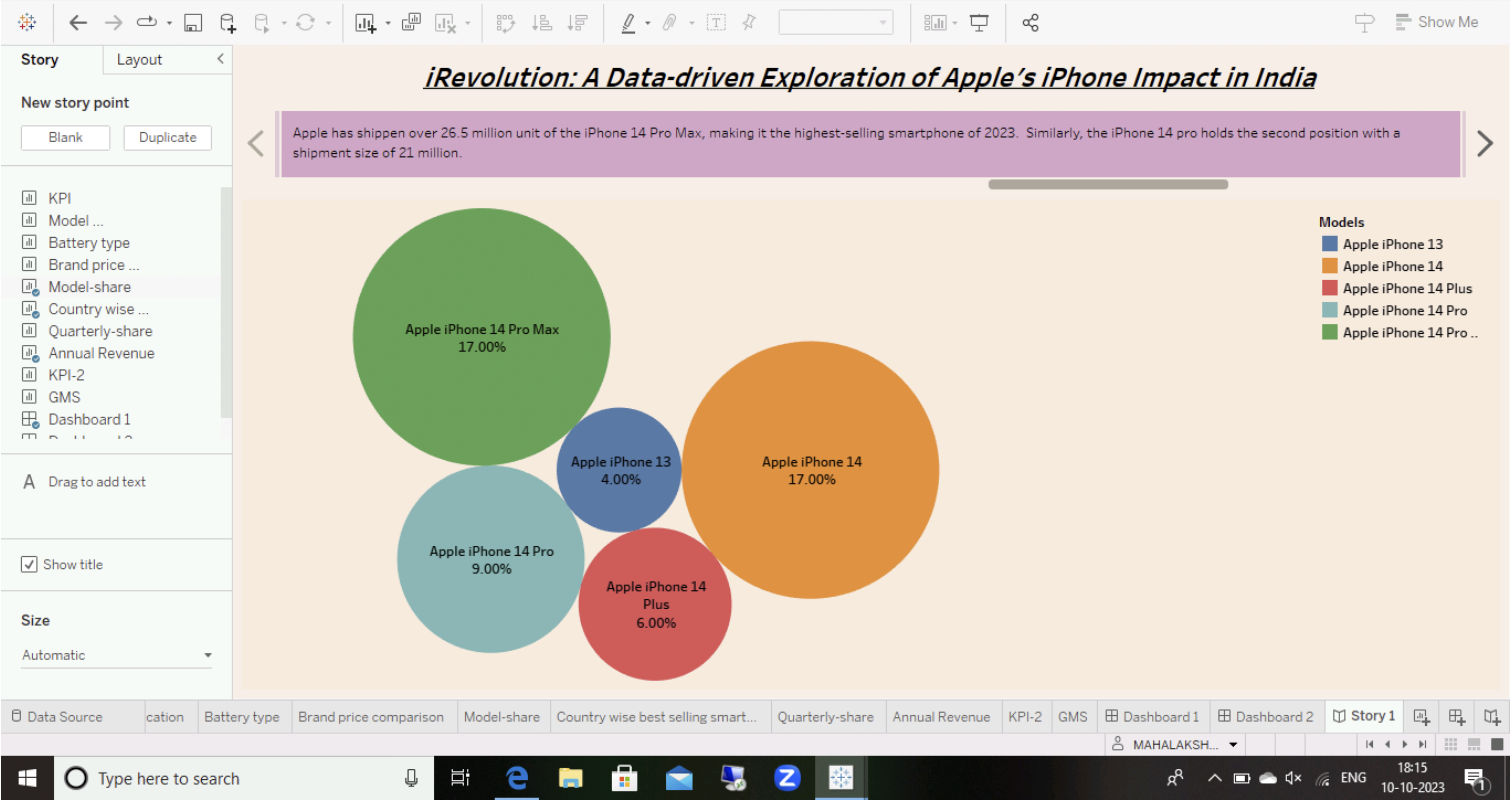 Show Me
Story
Layout
iRevolution: A Data-driven Exploration of Apple's iPhone Impact in India
New story point
Blank
Duplicate
Apple has shippen over 26.5 million unit of the iPhone 14 Pro Max, making it the highest-selling smartphone of 2023. Similarly, the iPhone 14 pro holds the second position with a
shipment size of 21 million.
KPI
Model ...
Battery type
Brand price ...
Model-share
Country wise ...
Quarterly-share
Annual Revenue
KPI-2
GMS
Dashboard 1
A Drag to add text
Show title
Size
Automatic
Apple iPhone 14 Pro Max
17.00%
Apple iPhone 13
4.00%
Apple iPhone 14
17.00%
Apple iPhone 14 Pro
9.00%
Apple iPhone 14
Plus
6.00%
Models
Apple iPhone 13
Apple iPhone 14
Apple iPhone 14 Plus
Apple iPhone 14 Pro
Apple iPhone 14 Pro ..
Data Source
cation
Battery type
Brand price comparison
Model-share
Country wise best selling smart...
Quarterly-share
Annual Revenue
KPI-2
GMS
Dashboard 1
Dashboard 2
Story 1
MAHALAKSH...
Type here to search
ENG
18:15
10-10-2023
1